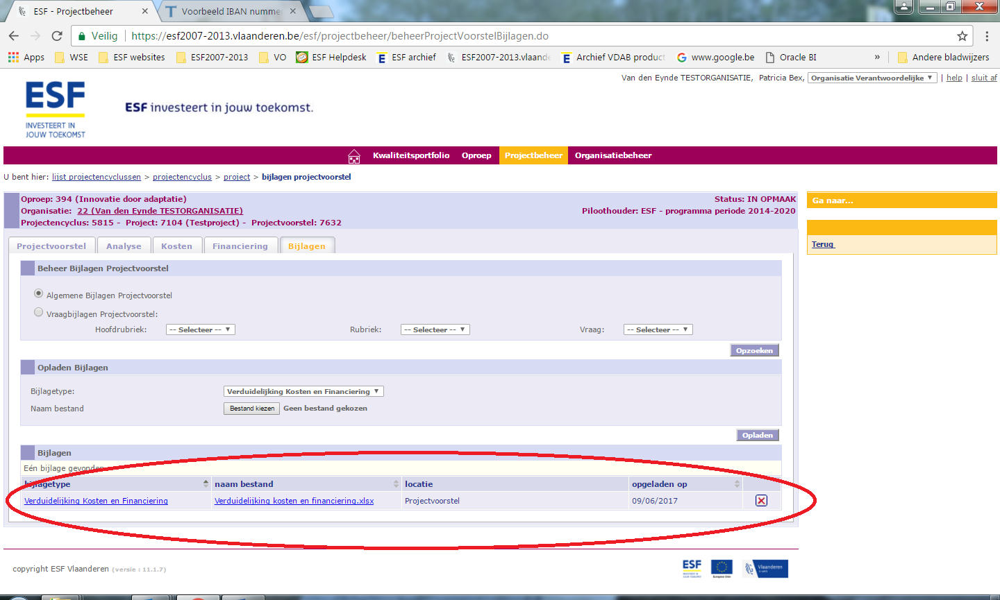 ESF - Projectbeheer
Voorbeeld IBAN numme
Veilig
https://esf2007-2013.vlaanderen.be/esf/projectbeheer/beheerProjectVoorstelBijlagen.do
Apps WSE ESF websites ESF2007-2013 VO ESF Helpdesk ESF archief ESF2007-2013.vlaande Archief VDAB product www.google.be Oracle BI » Andere bladwijzers
Van den Eynde TESTORGANISATIE, Patricia Bex, Organisatie Verantwoordelijke | help | sluit af
ESF
INVESTEERT IN
JOUW TOEKOMST
ESF investeert in jouw toekomst.
Kwaliteitsportfolio Oproep Projectbeheer Organisatiebeheer
U bent hier: lijst projectencyclussen > projectencyclus > project > bijlagen projectvoorstel
Oproep: 394 (Innovatie door adaptatie) Status: IN OPMAAK
Organisatie: 22 (Van den Eynde TESTORGANISATIE) Piloothouder: ESF - programma periode 2014-2020
Projectencyclus: 5815 - Project: 7104 (Testproject) - Projectvoorstel: 7632
Ga naar...
Terug
Projectvoorstel Analyse Kosten Financiering Bijlagen
Beheer Bijlagen Projectvoorstel
Algemene Bijlagen Projectvoorstel
Vraagbijlagen Projectvoorstel:
Hoofdrubriek: -- Selecteer -- Rubriek: -- Selecteer -- Vraag: -- Selecteer --
Opzoeken
Opladen Bijlagen
Bijlagetype: Verduidelijking Kosten en Financiering
Naam bestand Bestand kiezen Geen bestand gekozen
Opladen
Bijlagen
Eén bijlage gevonden
bijlagetype naam bestand locatie opgeladen op
Verduidelijking Kosten en Financiering Verduidelijking kosten en financiering.xlsx Projectvoorstel 09/06/2017
copyright ESF Vlaanderen (versie : 11.1.7)
ESF
INVESTEERT IN
JOUW TOEKOMST
Vlaanderen